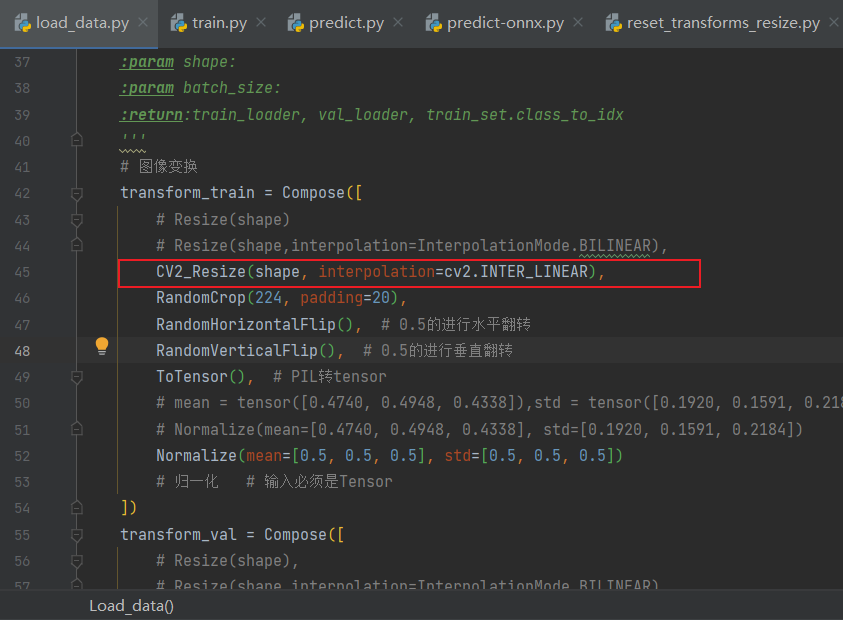 load_data.py train.py predict.py predict-onnx.py reset_transforms_resize.py
37 :param shape:
38 :param batch_size:
39 :return:train_loader, val_loader, train_set.class_to_idx
40 '''
41 # 图像变换
42 transform_train = Compose([
43 # Resize(shape)
44 # Resize(shape,interpolation=InterpolationMode.BILINEAR),
45 CV2_Resize(shape, interpolation=cv2.INTER_LINEAR),
46 RandomCrop(224, padding=20),
47 RandomHorizontalFlip(), # 0.5的进行水平翻转
48 RandomVerticalFlip(), # 0.5的进行垂直翻转
49 ToTensor(), # PIL转tensor
50 # mean = tensor([0.4740, 0.4948, 0.4338]),std = tensor([0.1920, 0.1591, 0.218
51 # Normalize(mean=[0.4740, 0.4948, 0.4338], std=[0.1920, 0.1591, 0.2184])
52 Normalize(mean=[0.5, 0.5, 0.5], std=[0.5, 0.5, 0.5])
53 # 归一化 # 输入必须是Tensor
54 ])
55 transform_val = Compose([
56 # Resize(shape),
57 # Resize(shape,interpolation=InterpolationMode.BILINEAR)
Load_data()